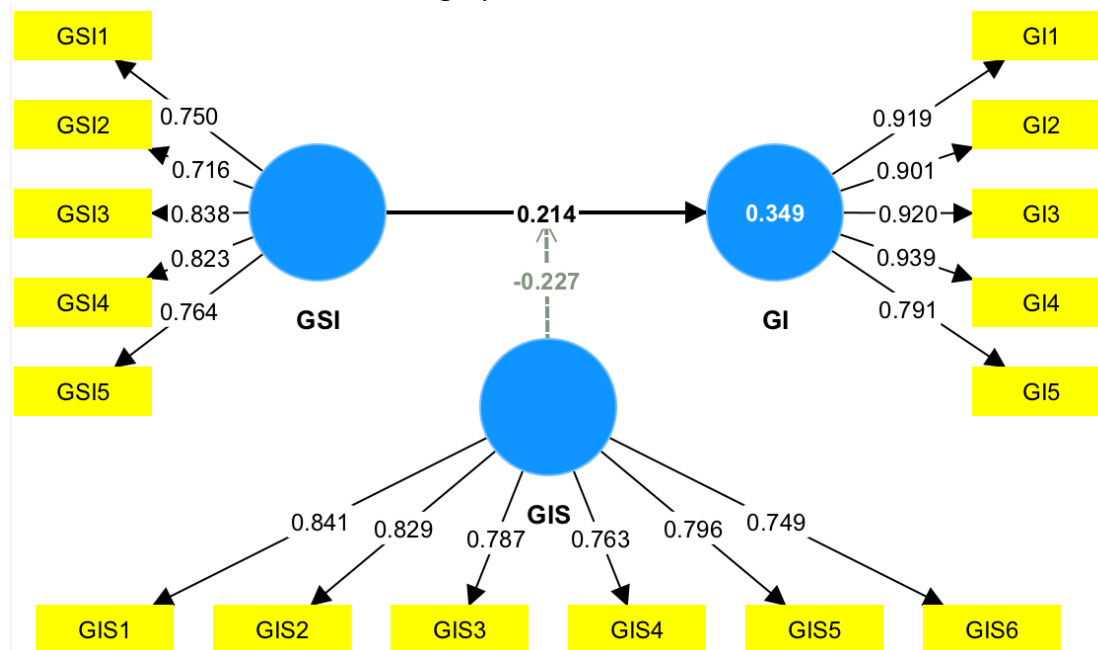 GSI1
GI1
0.750
0.919
GSI2
GI2
0.716
0.901
GSI3
0.838
0.214
0.349
0.920
GI3
0.823
0.939
-0.227
GSI4
0.764
GSI
GI
0.791
GI4
GSI5
GI5
GIS
0.841
0.829
0.787
0.763
0.796
0.749
GIS1
GIS2
GIS3
GIS4
GIS5
GIS6